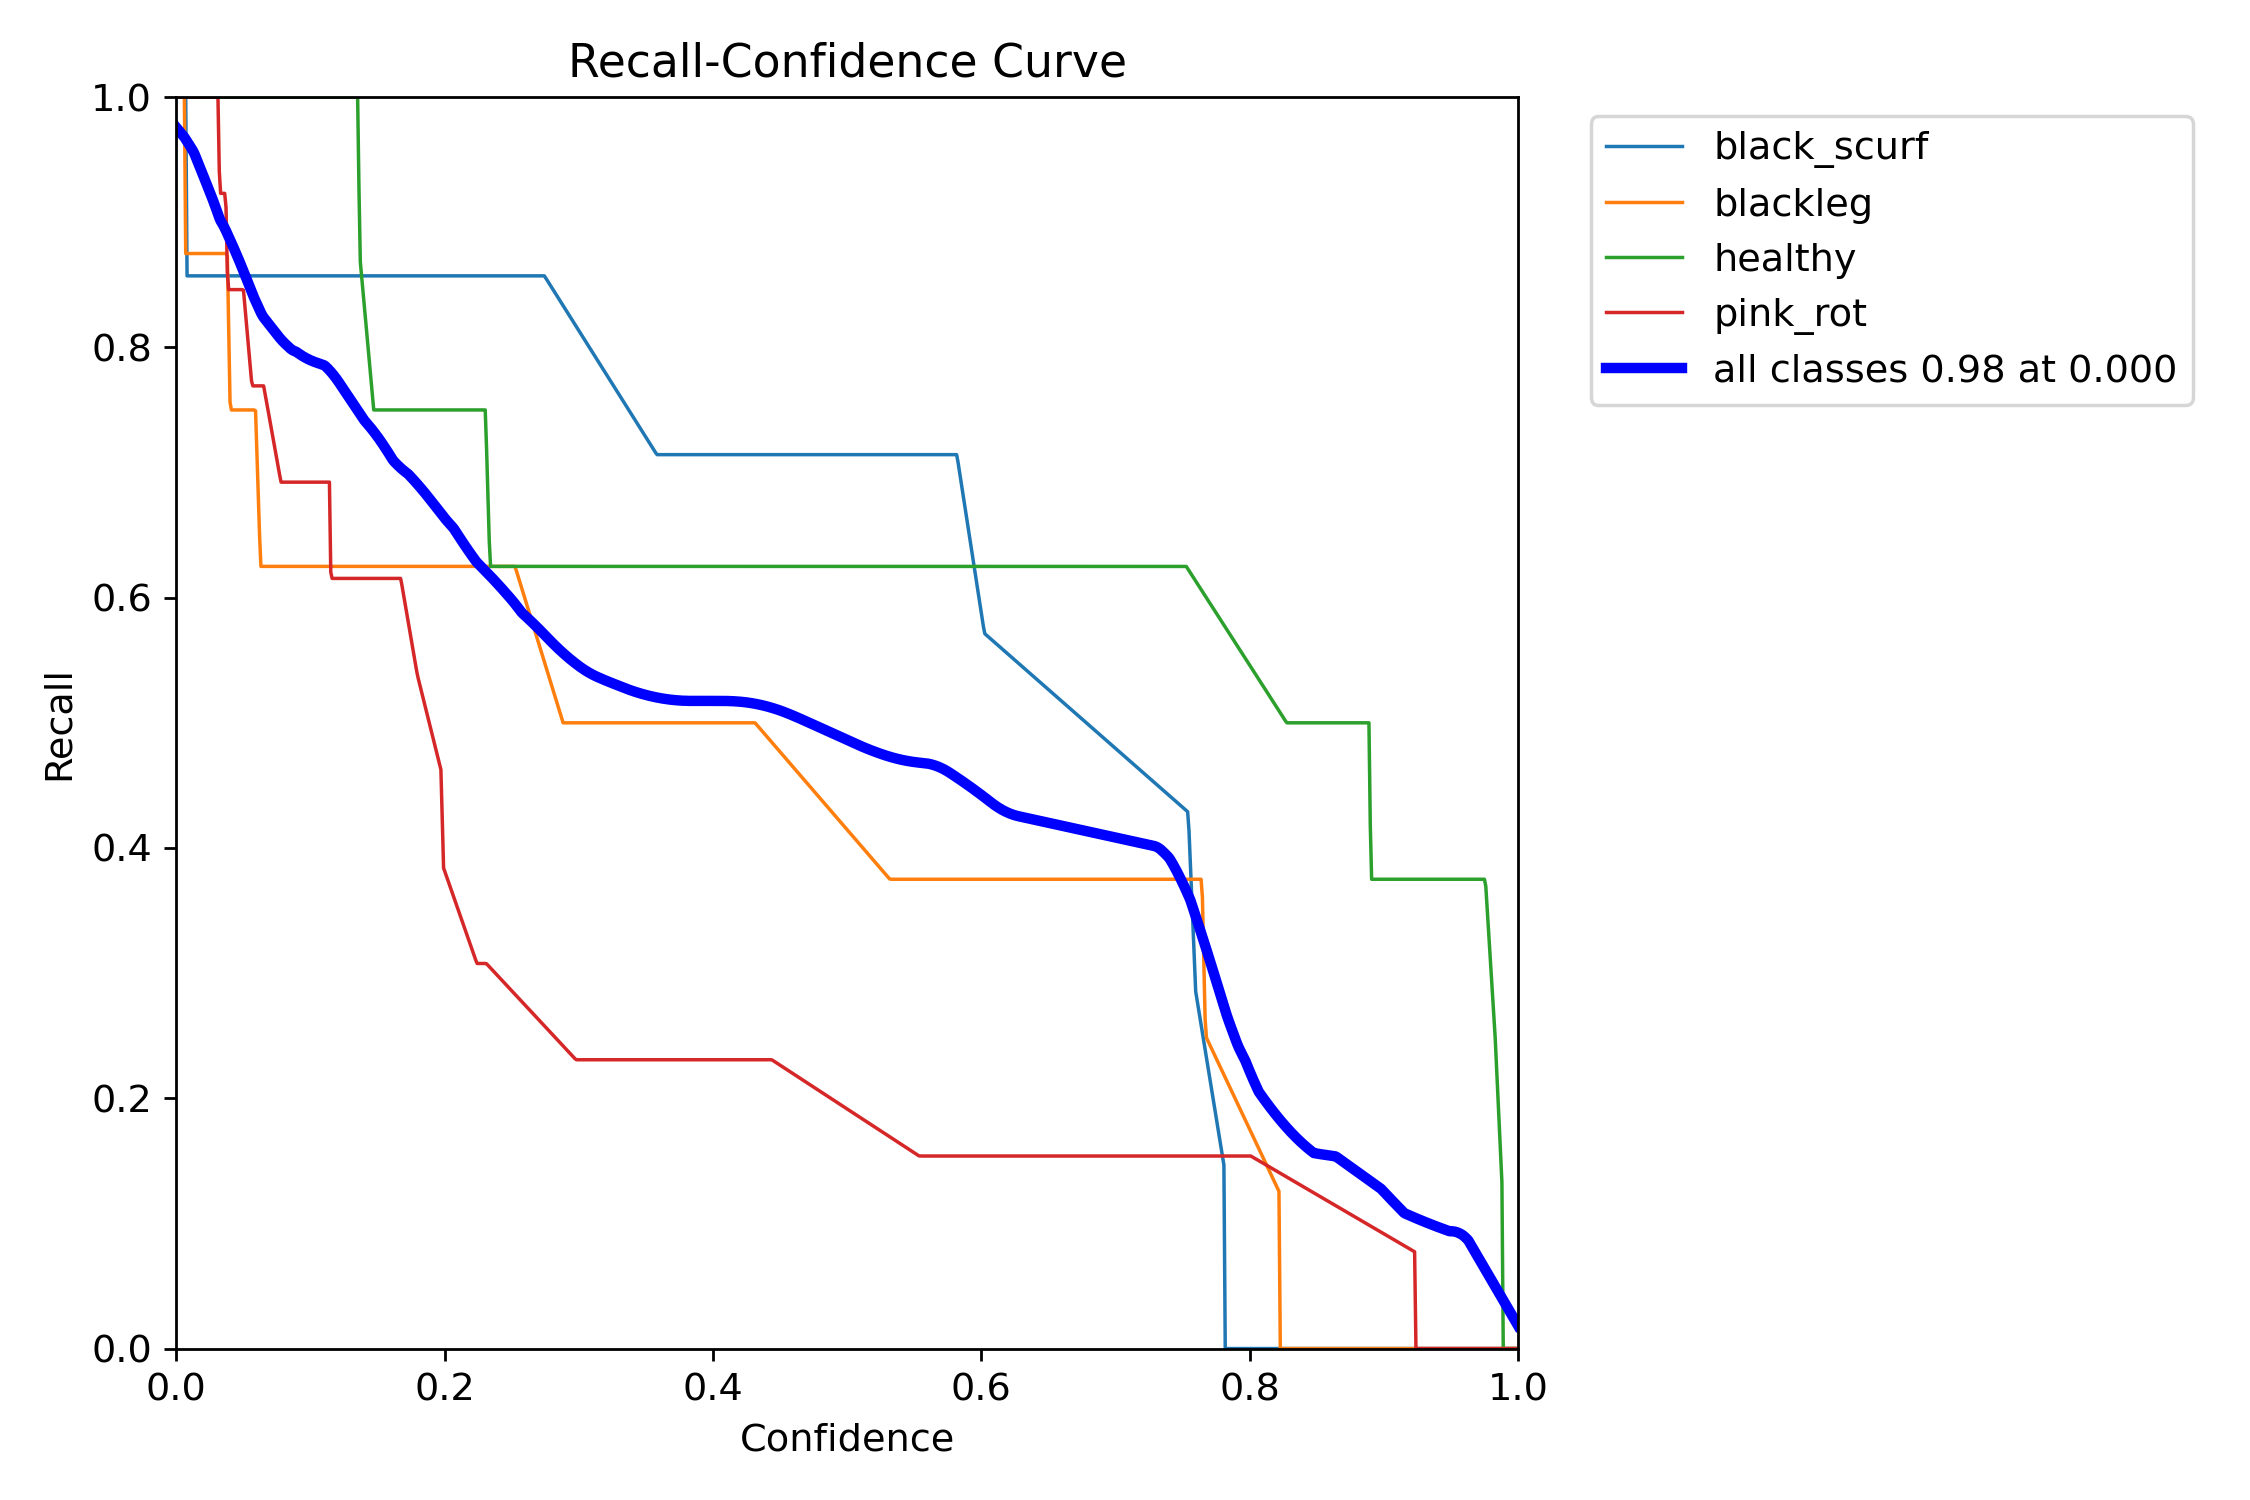 Recall-Confidence Curve
1.0
0.8
0.6
0.4
0.2
0.0
Recall
0.0 0.2 0.4 0.6 0.8 1.0
Confidence
black_scurf
blackleg
healthy
pink_rot
all classes 0.98 at 0.000